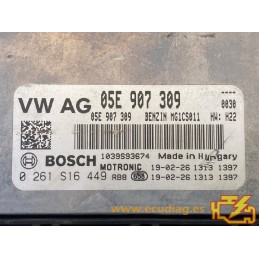 VW AG 05E 907 309
05E 907 309 BENZIN MG1CS011 0030 HW: H22
BOSCH 1039S93674 Made in Hungary
MOTRONIC 19-02-26 1313 1397
0 261 S16 449 RBB 19-02-26 1313 1397
www.ecudiag.es